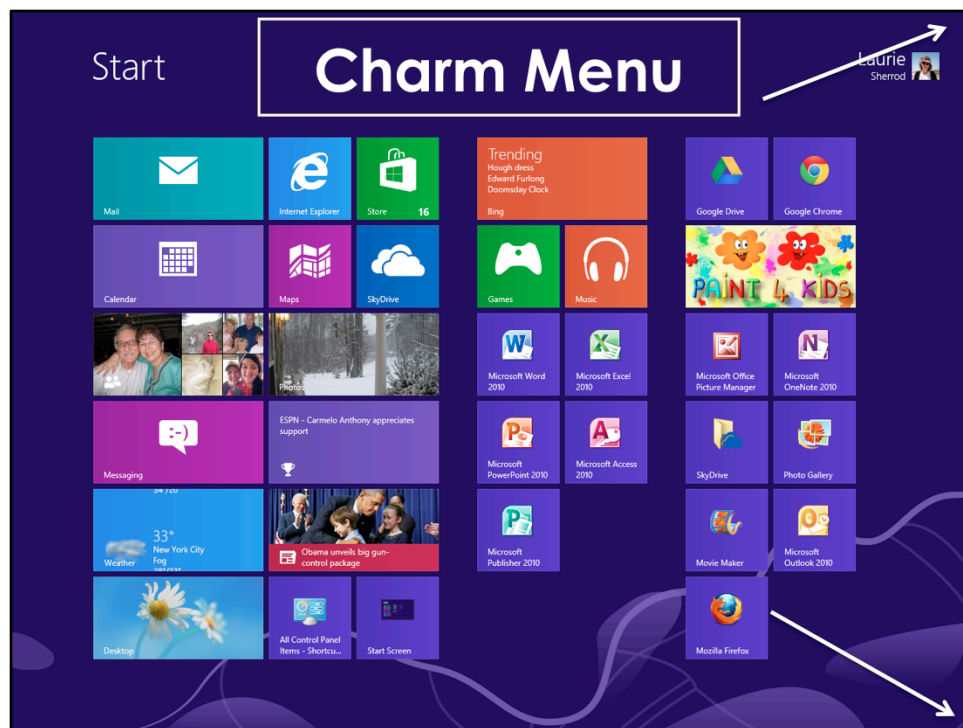 Start
Charm Menu
Laurie
Sherrod
Mail
Internet Explorer
Store
16
Trending
Hough dress
Edward Furlong
Doomsday Clock
Bing
Google Drive
Google Chrome
Calendar
Maps
SkyDrive
Games
Music
PAINT 4 KIDS
Photos
Microsoft Word
2010
Microsoft Excel
2010
Microsoft Office
Picture Manager
Microsoft
OneNote 2010
:-)
Messaging
ESPN - Carmelo Anthony appreciates
support
Microsoft
PowerPoint 2010
Microsoft Access
2010
SkyDrive
Photo Gallery
33°
New York City
Fog
Weather
Obama unveils big gun-
control package
Microsoft
Publisher 2010
Movie Maker
Microsoft
Outlook 2010
Desktop
All Control Panel
Items - Shortcu...
Start Screen
Mozilla Firefox